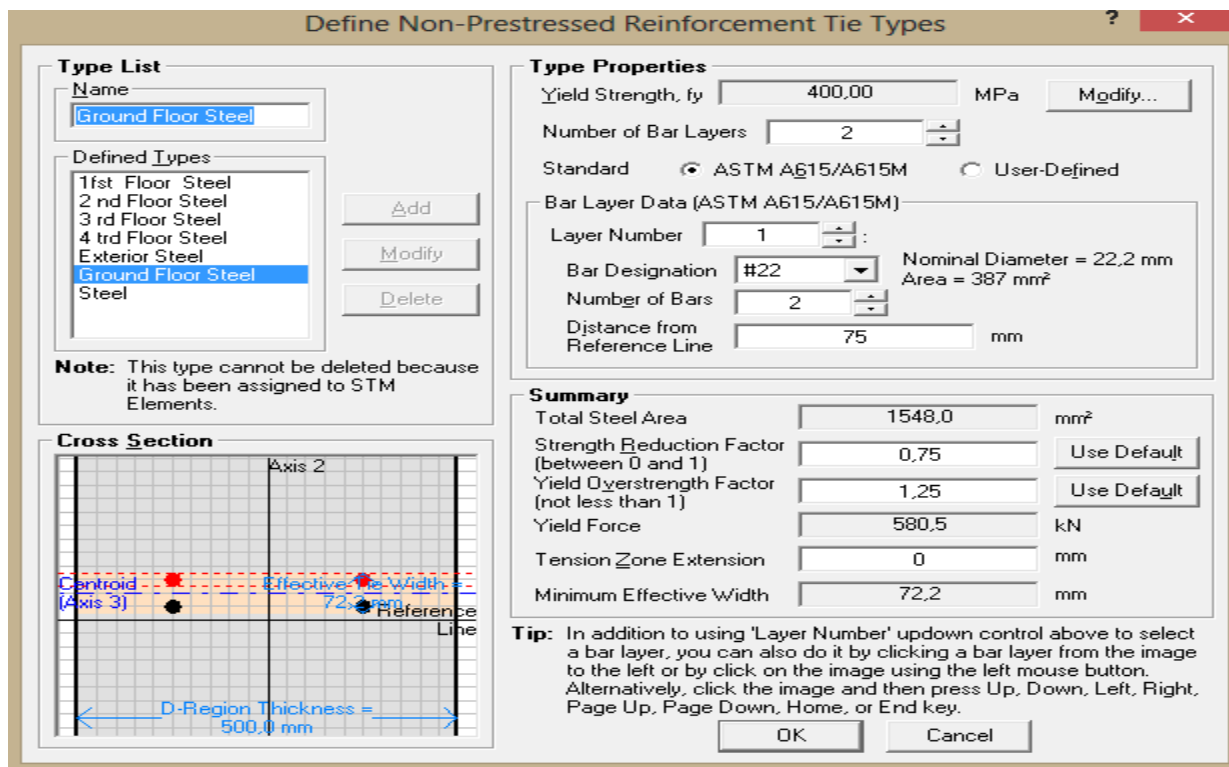 Define Non-Prestressed Reinforcement Tie Types
?
×
Type List
Name
Ground Floor Steel
Defined Types
1fst Floor Steel
2 nd Floor Steel
3 rd Floor Steel
4 trd Floor Steel
Exterior Steel
Ground Floor Steel
Steel
Add
Modify
Delete
Note: This type cannot be deleted because
it has been assigned to STM
Elements.
Cross Section
Axis 2
Centroid
(Axis 3)
Effective Tie Width =
72,2 mm
Reference
Line
D-Region Thickness =
500,0 mm
Type Properties
Yield Strength, fy 400,00 MPa Modify...
Number of Bar Layers 2
Standard ASTM A615/A615M User-Defined
Bar Layer Data (ASTM A615/A615M)
Layer Number 1 :
Bar Designation #22
Nominal Diameter = 22,2 mm
Area = 387 mm²
Number of Bars 2
Distance from
Reference Line 75 mm
Summary
Total Steel Area 1548,0 mm²
Strength Reduction Factor
(between 0 and 1) 0,75 Use Default
Yield Overstrength Factor
(not less than 1) 1,25 Use Default
Yield Force 580,5 kN
Tension Zone Extension 0 mm
Minimum Effective Width 72,2 mm
Tip: In addition to using 'Layer Number' updown control above to select
a bar layer, you can also do it by clicking a bar layer from the image
to the left or by click on the image using the left mouse button.
Alternatively, click the image and then press Up, Down, Left, Right,
Page Up, Page Down, Home, or End key.
OK
Cancel